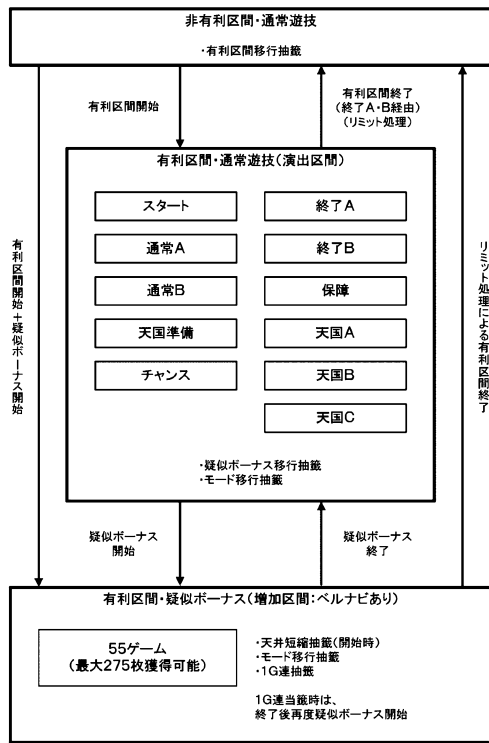 非有利区間・通常遊技
・有利区間移行抽籤
有利区間開始
有利区間終了
(終了A・B経由)
(リミット処理)
有利区間・通常遊技(演出区間)
スタート
終了A
通常A
終了B
通常B
保障
天国準備
天国A
チャンス
天国B
天国C
・疑似ボーナス移行抽籤
・モード移行抽籤
有利区間開始+疑似ボーナス開始
リミット処理による有利区間終了
疑似ボーナス
開始
疑似ボーナス
終了
有利区間・疑似ボーナス(増加区間:ベルナビあり)
55ゲーム
(最大275枚獲得可能)
・天井短縮抽籤(開始時)
・モード移行抽籤
・1G連抽籤
1G連当籤時は、
終了後再度疑似ボーナス開始